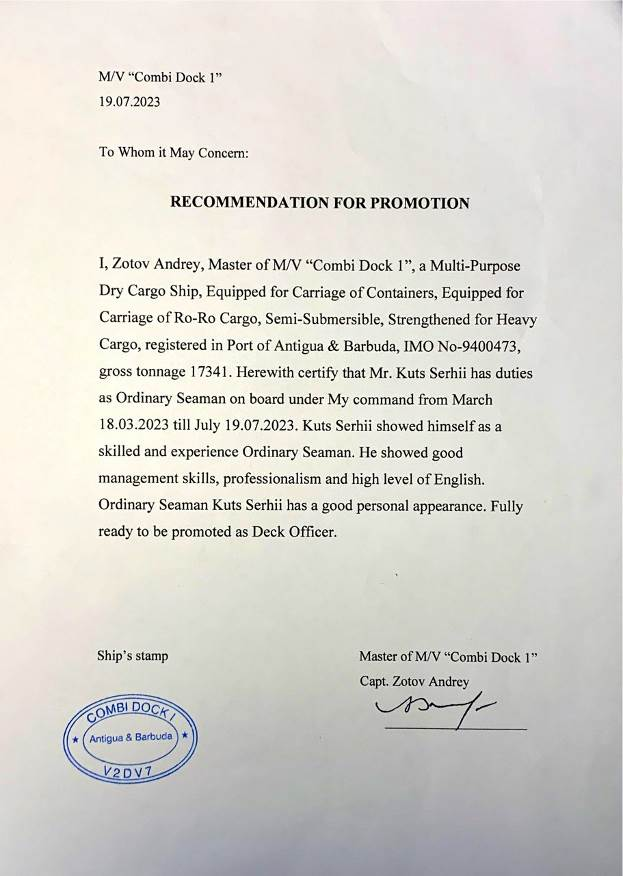 M/V “Combi Dock 1”
19.07.2023
To Whom it May Concern:
RECOMMENDATION FOR PROMOTION
I, Zotov Andrey, Master of M/V “Combi Dock 1”, a Multi-Purpose
Dry Cargo Ship, Equipped for Carriage of Containers, Equipped for
Carriage of Ro-Ro Cargo, Semi-Submersible, Strengthened for Heavy
Cargo, registered in Port of Antigua & Barbuda, IMO No-9400473,
gross tonnage 17341. Herewith certify that Mr. Kuts Serhii has duties
as Ordinary Seaman on board under My command from March
18.03.2023 till July 19.07.2023. Kuts Serhii showed himself as a
skilled and experience Ordinary Seaman. He showed good
management skills, professionalism and high level of English.
Ordinary Seaman Kuts Serhii has a good personal appearance. Fully
ready to be promoted as Deck Officer.
Ship’s stamp
Master of M/V “Combi Dock 1”
Capt. Zotov Andrey
COMBI DOCK I
Antigua & Barbuda
V2DV7